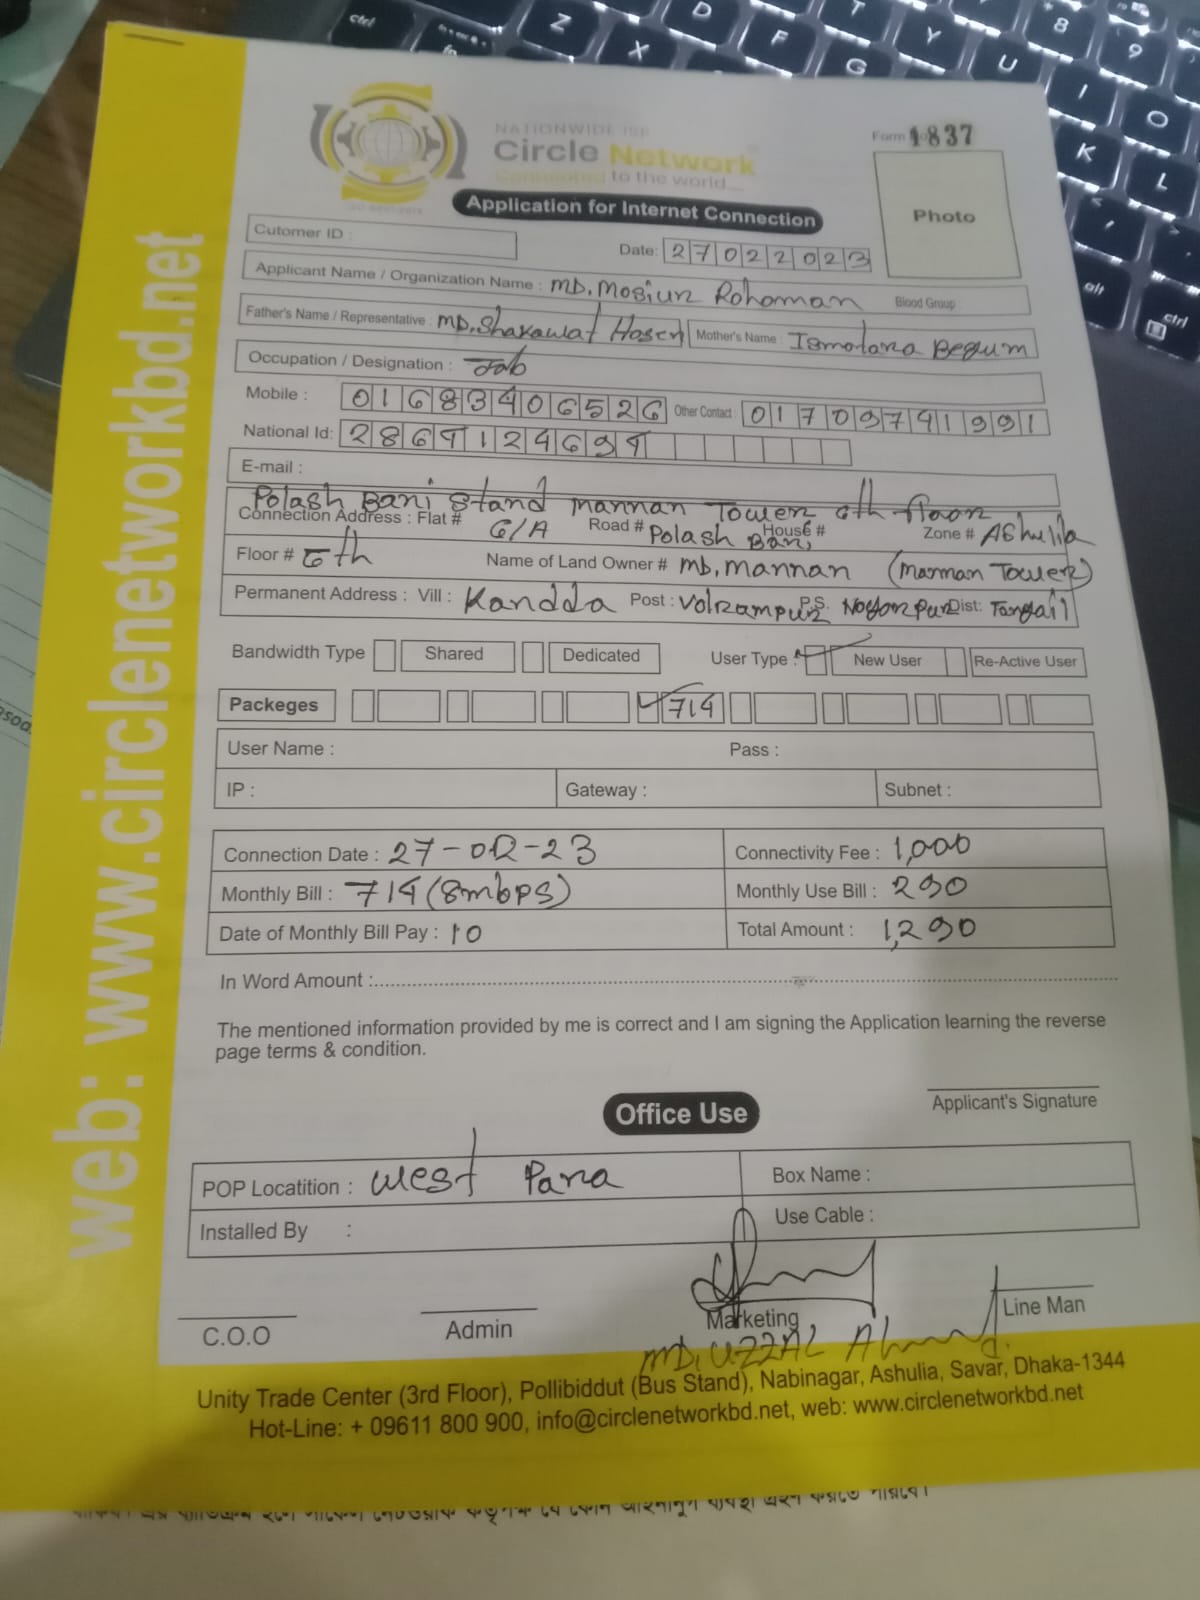 web: www.circlenetworkbd.net
NATIONWIDE ISP
Circle Network
Connected to the world...
Form 1837
Application for Internet Connection
Photo
Cutomer ID :
Date: 27022023
Applicant Name / Organization Name : MD. Mosiur Rohoman Blood Group :
Father's Name / Representative : MD. Shakawat Hosen Mother's Name : Ismotara Begum
Occupation / Designation : Job
Mobile : 01683406526 Other Contact : 01709741991
National Id: 2869124699
E-mail :
Polash Bari Stand Mannan Tower 6th floor
Connection Address : Flat # 6/A Road # Polash Bari House # Zone # Ashulia
Floor # 6th Name of Land Owner # MD. Mannan (Mannan Tower)
Permanent Address : Vill : Kandda Post : P.S. Dist: Tangail
Bandwidth Type Shared Dedicated User Type : New User Re-Active User
Packeges 714
User Name : Pass :
IP : Gateway : Subnet :
Connection Date : 27-02-23 Connectivity Fee : 1,000
Monthly Bill : 714 (8mbps) Monthly Use Bill : 290
Date of Monthly Bill Pay : 10 Total Amount : 1,290
In Word Amount :
The mentioned information provided by me is correct and I am signing the Application learning the reverse
page terms & condition.
Applicant's Signature
Office Use
POP Locatition : West Para Box Name :
Installed By : Use Cable :
C.O.O Admin Marketing Line Man
MD. UZZAL Ahmed
Unity Trade Center (3rd Floor), Pollibiddut (Bus Stand), Nabinagar, Ashulia, Savar, Dhaka-1344
Hot-Line: + 09611 800 900, info@circlenetworkbd.net, web: www.circlenetworkbd.net